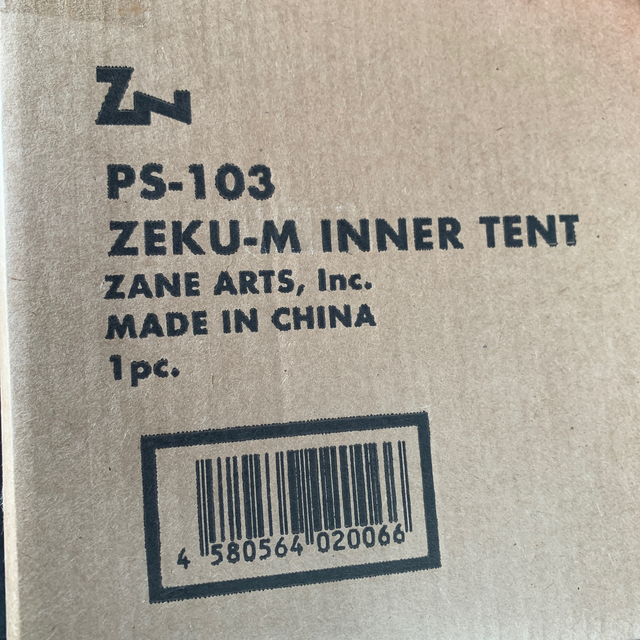 ZN
PS-103
ZEKU-M INNER TENT
ZANE ARTS, Inc.
MADE IN CHINA
1pc.
4 580564 020066